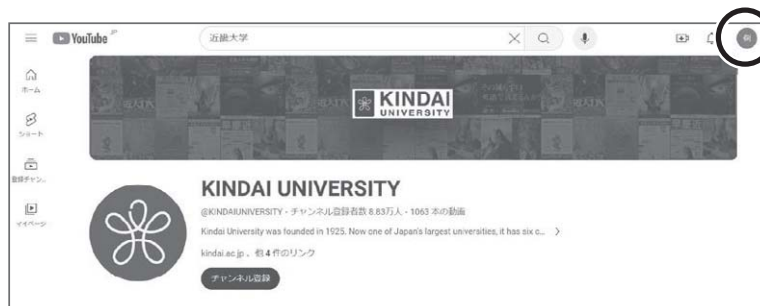 YouTube JP
近畿大学
例
ホーム
ショート
登録チャン...
マイページ
KINDAI
UNIVERSITY
KINDAI UNIVERSITY
@KINDAIUNIVERSITY・チャンネル登録者数 8.83万人・1063 本の動画
Kindai University was founded in 1925. Now one of Japan's largest universities, it has six c...
kindai.ac.jp、他 4 件のリンク
チャンネル登録